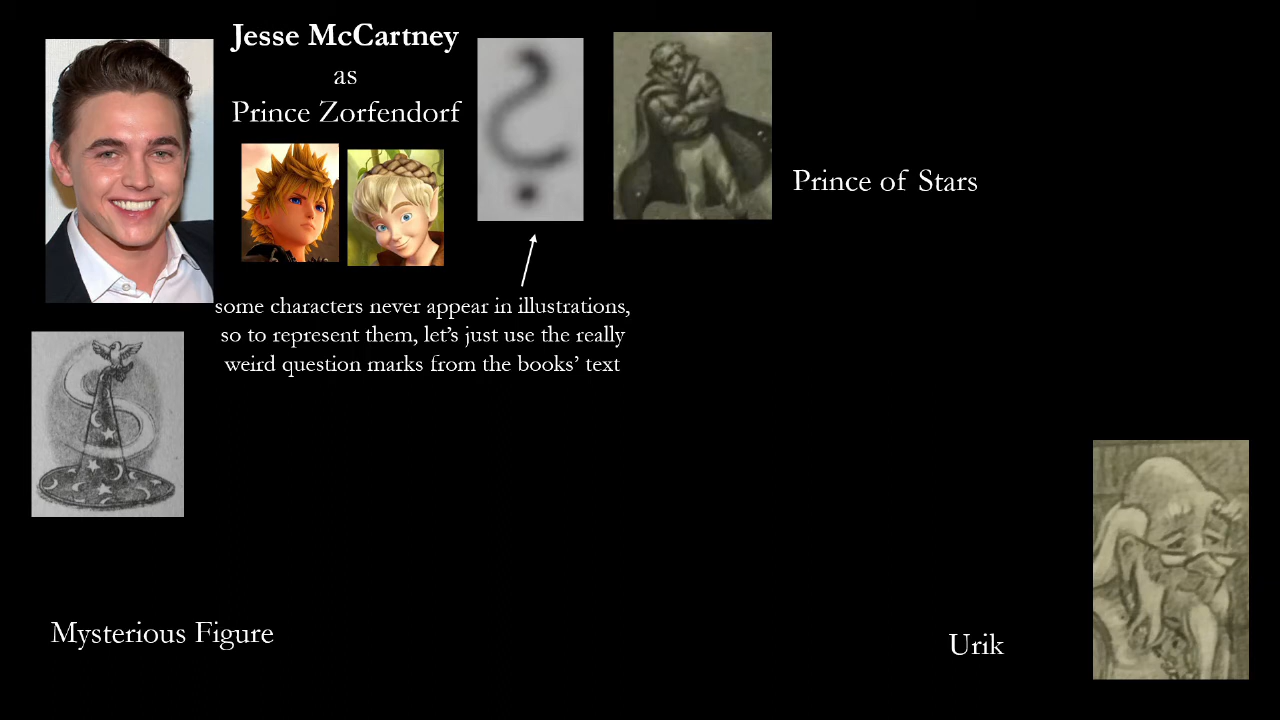 Jesse McCartney
as
Prince Zorfendorf
Prince of Stars
some characters never appear in illustrations,
so to represent them, let's just use the really
weird question marks from the books' text
Mysterious Figure
Urik